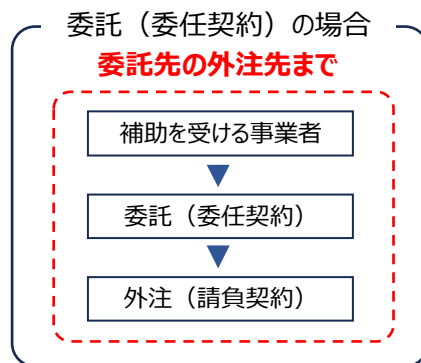 委託（委任契約）の場合
委託先の外注先まで
補助を受ける事業者
委託（委任契約）
外注（請負契約）